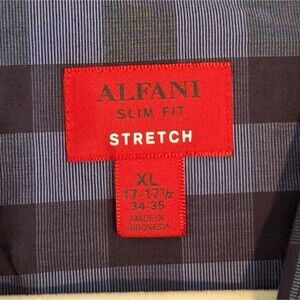 ALFANI
SLIM FIT
STRETCH
XL
17-17½
34-35
MADE IN
INDONESIA